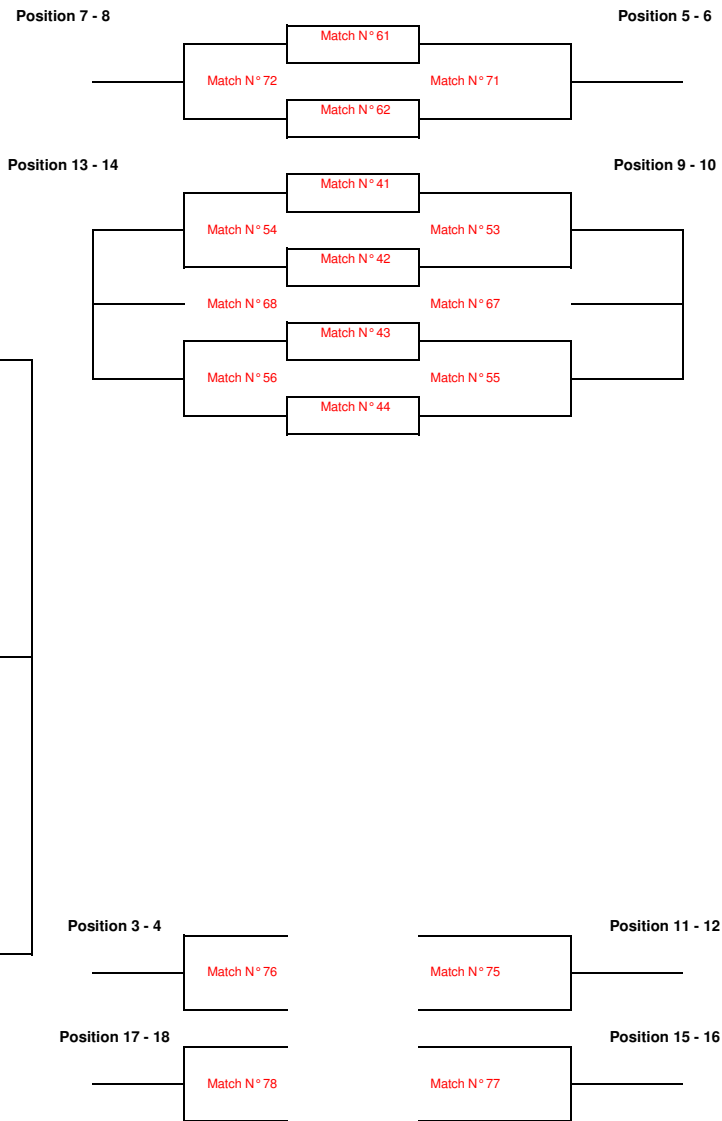 Position 7 - 8
Position 5 - 6
Match N° 61
Match N° 72
Match N° 71
Match N° 62
Position 13 - 14
Position 9 - 10
Match N° 41
Match N° 54
Match N° 53
Match N° 42
Match N° 68
Match N° 67
Match N° 43
Match N° 56
Match N° 55
Match N° 44
Position 3 - 4
Position 11 - 12
Match N° 76
Match N° 75
Position 17 - 18
Position 15 - 16
Match N° 78
Match N° 77